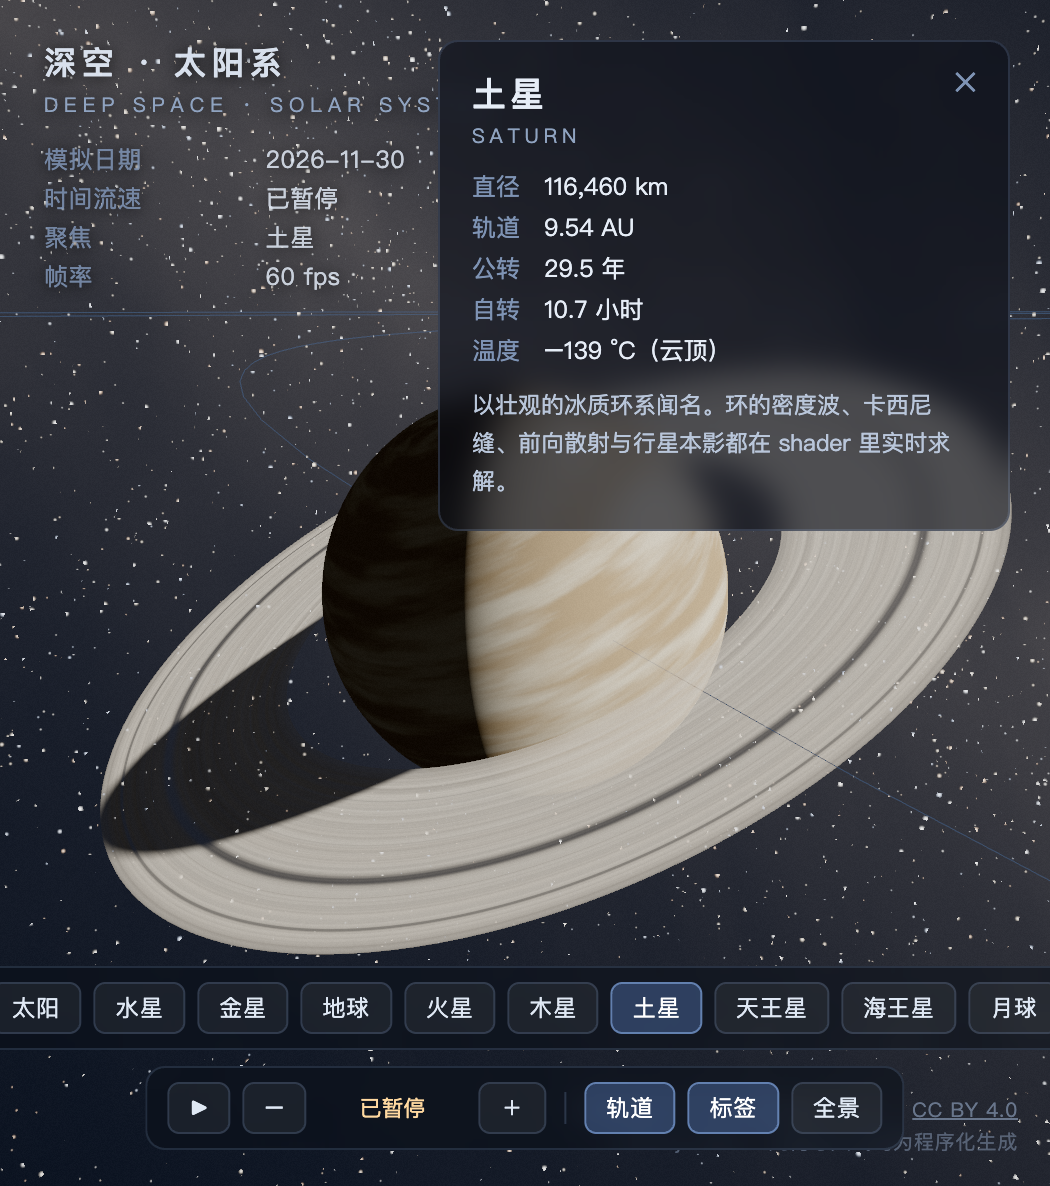 深空 · 太阳系
DEEP SPACE · SOLAR SYS
模拟日期 2026-11-30
时间流速 已暂停
聚焦 土星
帧率 60 fps
土星
SATURN
直径 116,460 km
轨道 9.54 AU
公转 29.5 年
自转 10.7 小时
温度 −139 °C（云顶）
以壮观的冰质环系闻名。环的密度波、卡西尼
缝、前向散射与行星本影都在 shader 里实时求
解。
太阳 水星 金星 地球 火星 木星 土星 天王星 海王星 月球
已暂停 轨道 标签 全景
CC BY 4.0
为程序化生成